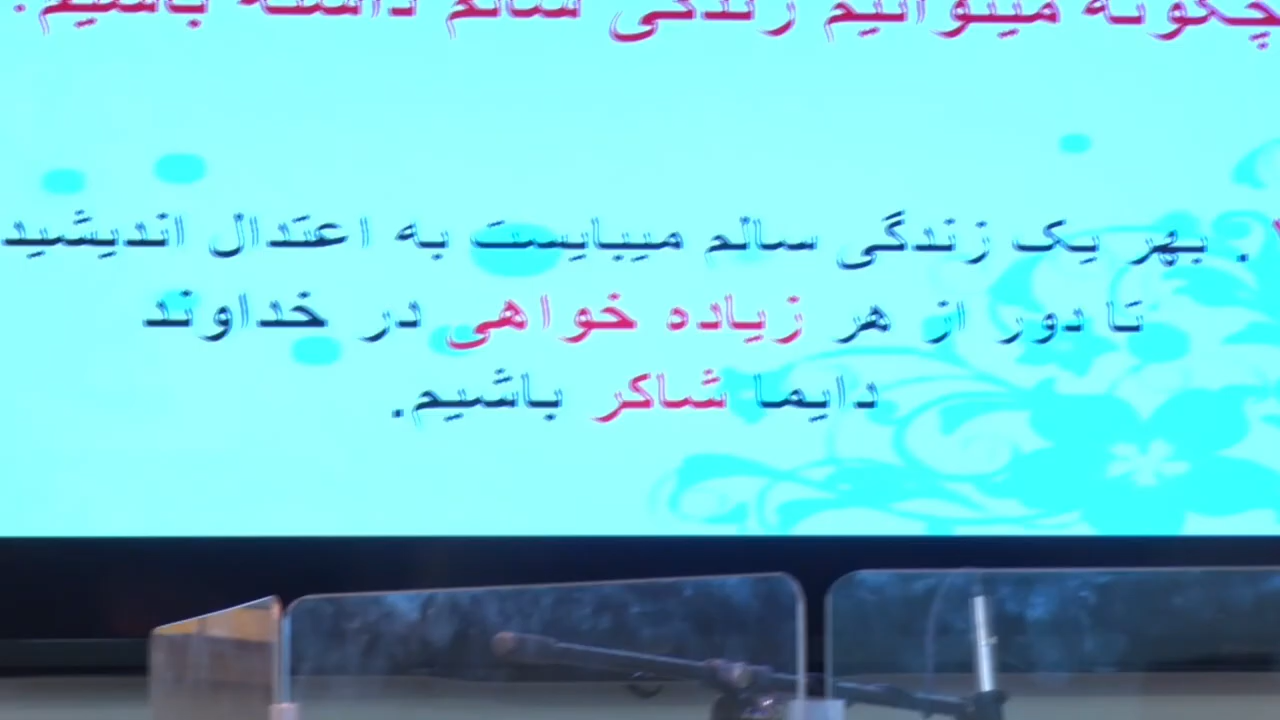 چگونه میتوانیم زندگی سالم داشته باشیم؟
۷. بهر یک زندگی سالم میبایست به اعتدال اندیشید
تا دور از هر زیاده خواهی در خداوند
دایما شاکر باشیم.